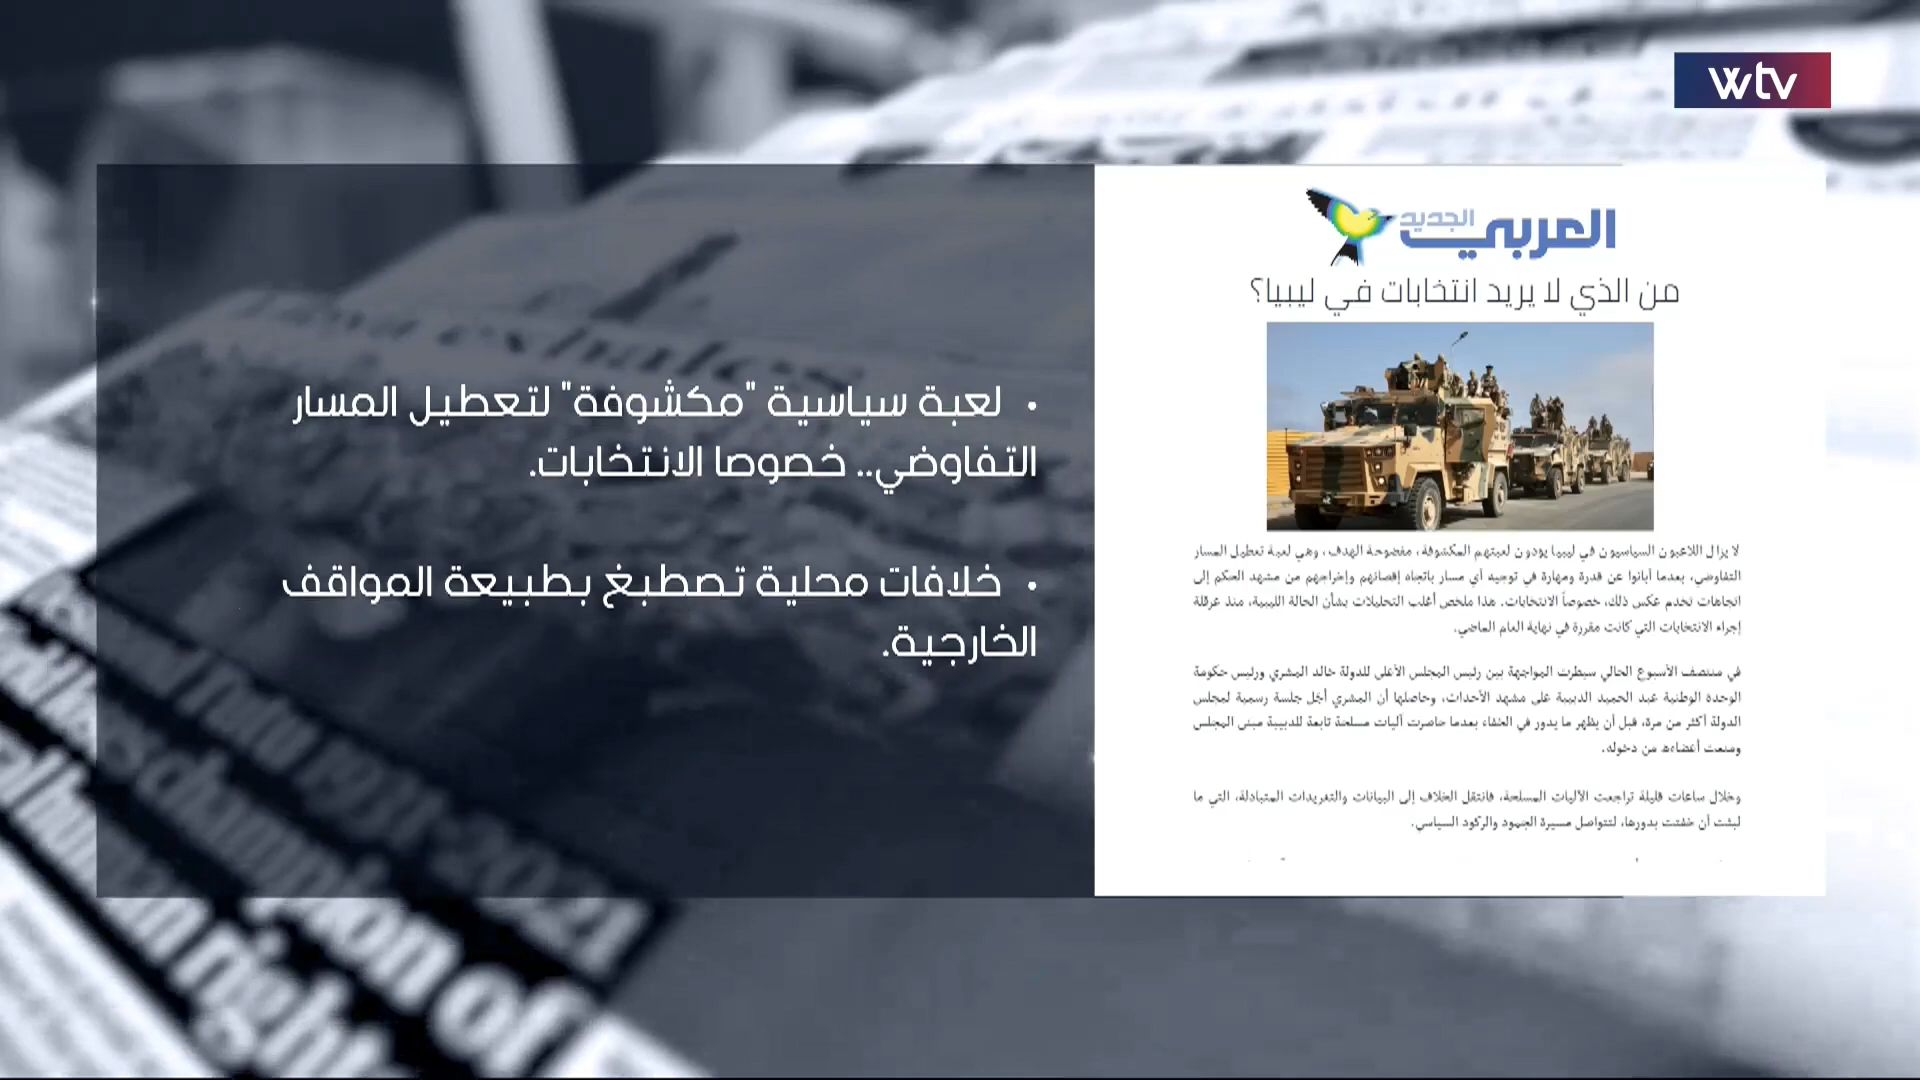 wtv
العربي الجديد
من الذي لا يريد انتخابات في ليبيا؟
لا يزال اللاعبون السياسيون في ليبيا يؤدون لعبتهم المكشوفة، مفضوحة الهدف، وهي لعبة تعطيل المسار
التفاوضي، بعدما أبانوا عن قدرة ومهارة في توجيه أي مسار باتجاه إقصائهم وإخراجهم من مشهد الحكم إلى
اتجاهات تخدم عكس ذلك، خصوصاً الانتخابات. هذا ملخص أغلب التحليلات بشأن الحالة الليبية، منذ عرقلة
إجراء الانتخابات التي كانت مقررة في نهاية العام الماضي.
في منتصف الأسبوع الحالي سيطرت المواجهة بين رئيس المجلس الأعلى للدولة خالد المشري ورئيس حكومة
الوحدة الوطنية عبد الحميد الدبيبة على مشهد الأحداث، وحاصلها أن المشري أجّل جلسة رسمية لمجلس
الدولة أكثر من مرة، قبل أن يظهر ما يدور في الخفاء بعدما حاصرت آليات مسلحة تابعة للدبيبة مبنى المجلس
ومنعت أعضاءه من دخوله.
وخلال ساعات قليلة تراجعت الآليات المسلحة، فانتقل الخلاف إلى البيانات والتغريدات المتبادلة، التي ما
لبثت أن خفتت بدورها، لتتواصل مسيرة الجمود والركود السياسي.
• لعبة سياسية "مكشوفة" لتعطيل المسار
التفاوضي.. خصوصا الانتخابات.
• خلافات محلية تصطبغ بطبيعة المواقف
الخارجية.
Java exhales
champion of
human right